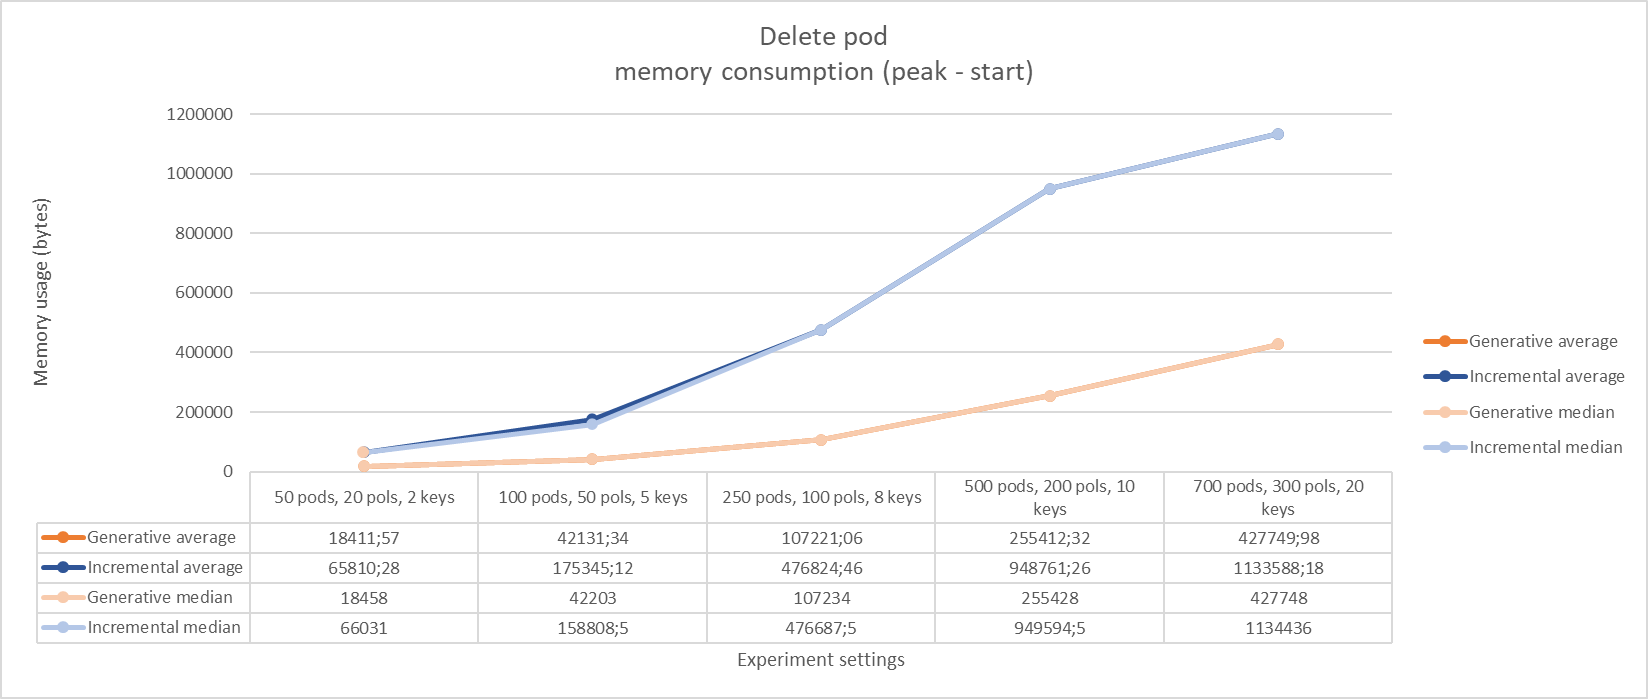 Delete pod
memory consumption (peak - start)
1200000
1000000
800000
600000
400000
200000
0
Memory usage (bytes)
Generative average
Incremental average
Generative median
Incremental median
50 pods, 20 pols, 2 keys
100 pods, 50 pols, 5 keys
250 pods, 100 pols, 8 keys
500 pods, 200 pols, 10
keys
700 pods, 300 pols, 20
keys
Generative average 18411;57 42131;34 107221;06 255412;32 427749;98
Incremental average 65810;28 175345;12 476824;46 948761;26 1133588;18
Generative median 18458 42203 107234 255428 427748
Incremental median 66031 158808;5 476687;5 949594;5 1134436
Experiment settings